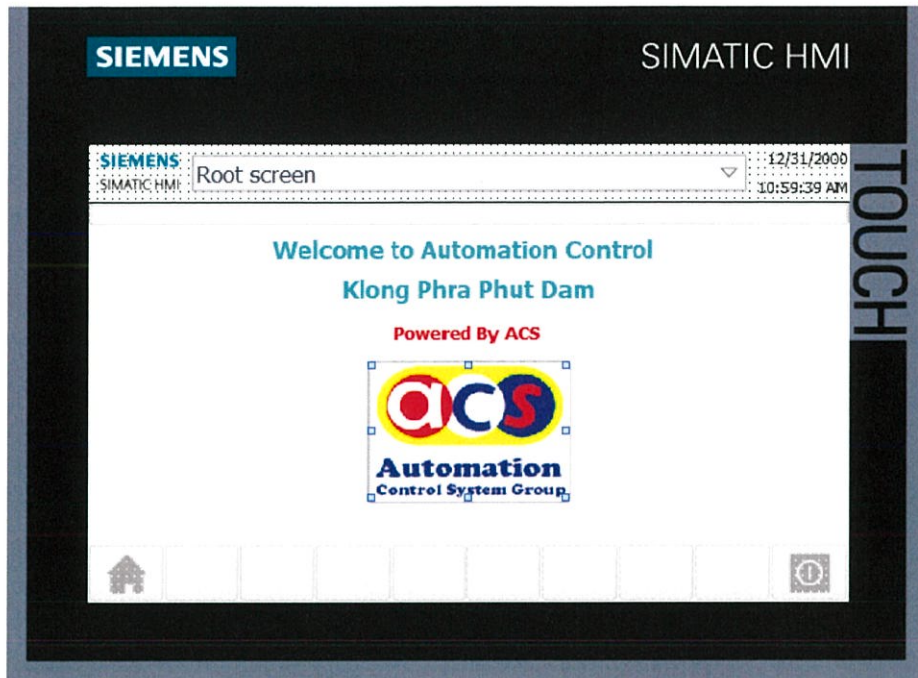 SIEMENS
SIMATIC HMI
SIEMENS
SIMATIC HMI
Root screen
12/31/2000
10:59:39 AM
TOUCH
Welcome to Automation Control
Klong Phra Phut Dam
Powered By ACS
acs
Automation
Control System Group